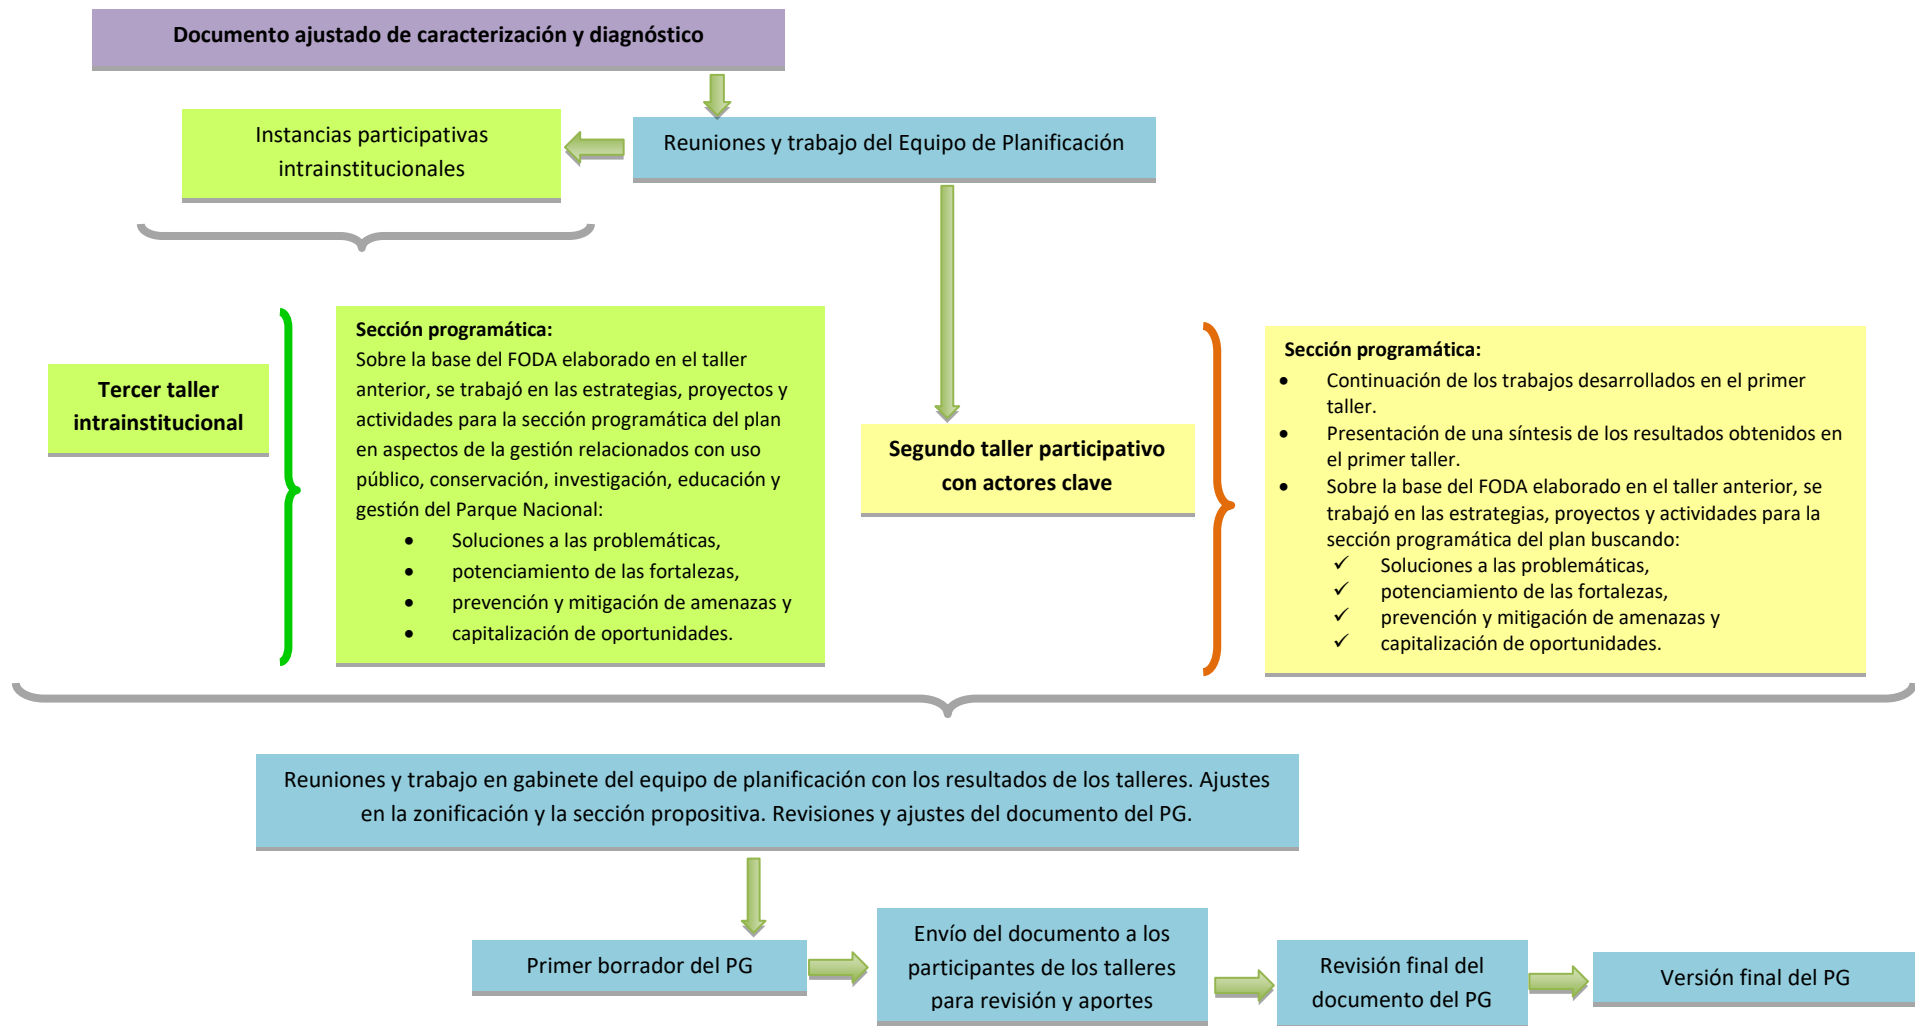 Documento ajustado de caracterización y diagnóstico
Instancias participativas
intrainstitucionales
Reuniones y trabajo del Equipo de Planificación
Tercer taller
intrainstitucional
Sección programática:
Sobre la base del FODA elaborado en el taller
anterior, se trabajó en las estrategias, proyectos y
actividades para la sección programática del plan
en aspectos de la gestión relacionados con uso
público, conservación, investigación, educación y
gestión del Parque Nacional:
• Soluciones a las problemáticas,
• potenciamiento de las fortalezas,
• prevención y mitigación de amenazas y
• capitalización de oportunidades.
Segundo taller participativo
con actores clave
Sección programática:
• Continuación de los trabajos desarrollados en el primer
taller.
• Presentación de una síntesis de los resultados obtenidos en
el primer taller.
• Sobre la base del FODA elaborado en el taller anterior, se
trabajó en las estrategias, proyectos y actividades para la
sección programática del plan buscando:
✓ Soluciones a las problemáticas,
✓ potenciamiento de las fortalezas,
✓ prevención y mitigación de amenazas y
✓ capitalización de oportunidades.
Reuniones y trabajo en gabinete del equipo de planificación con los resultados de los talleres. Ajustes
en la zonificación y la sección propositiva. Revisiones y ajustes del documento del PG.
Primer borrador del PG
Envío del documento a los
participantes de los talleres
para revisión y aportes
Revisión final del
documento del PG
Versión final del PG